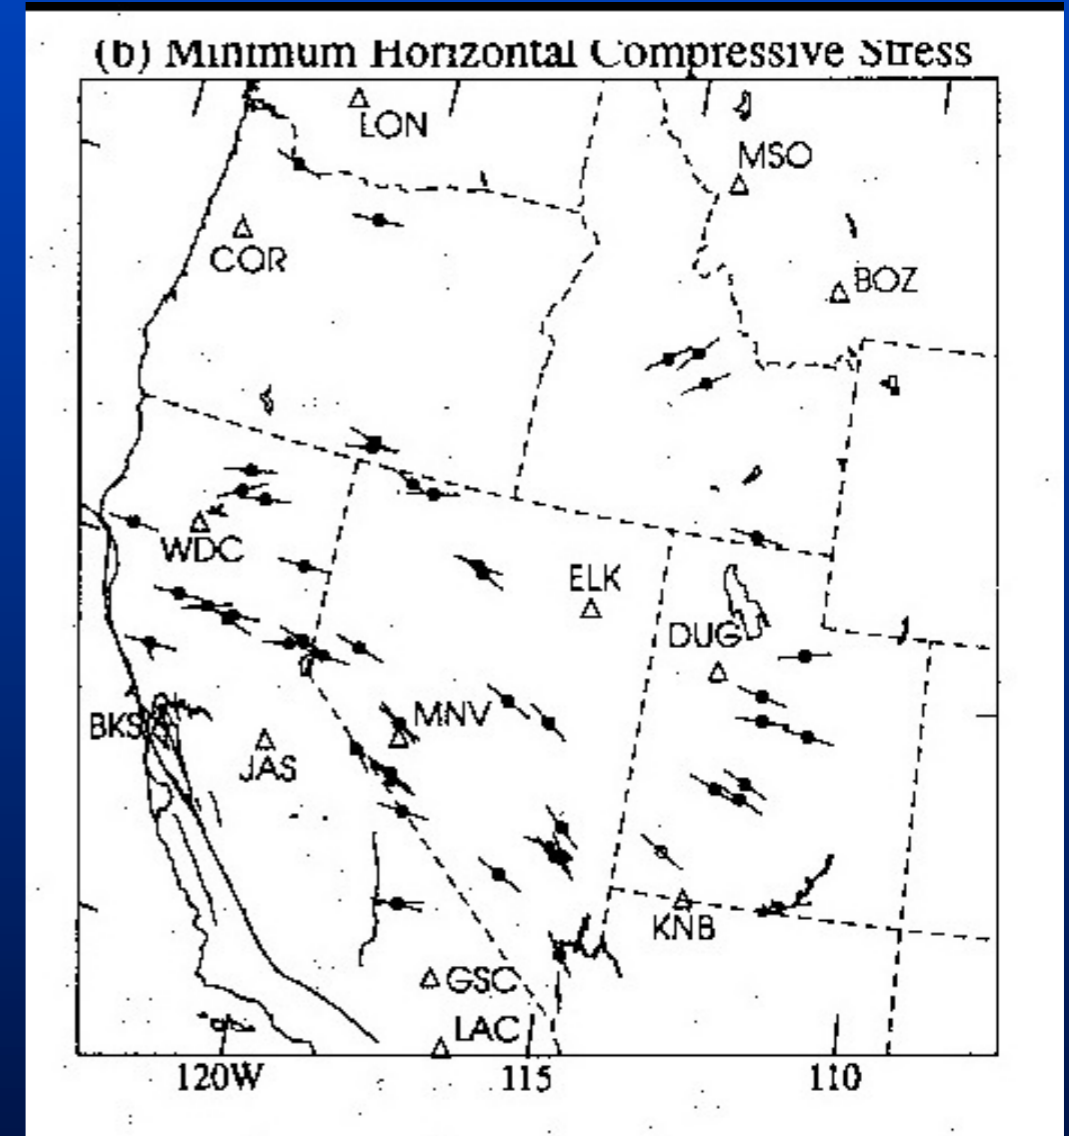 (b) Minimum Horizontal Compressive Stress
LON
MSO
COR
BOZ
WDC
ELK
DUG
BKS
MNV
JAS
KNB
GSC
LAC
120W 115 110